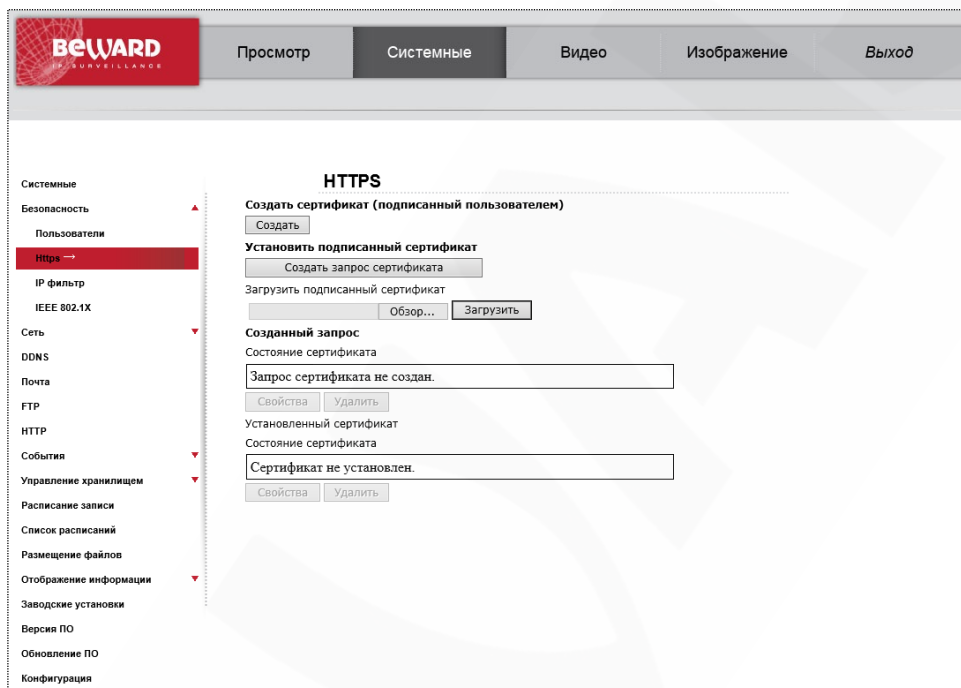 BEWARD
IP SURVEILLANCE
Просмотр
Системные
Видео
Изображение
Выход
Системные
Безопасность
Пользователи
Https →
IP фильтр
IEEE 802.1X
Сеть
DDNS
Почта
FTP
HTTP
События
Управление хранилищем
Расписание записи
Список расписаний
Размещение файлов
Отображение информации
Заводские установки
Версия ПО
Обновление ПО
Конфигурация
HTTPS
Создать сертификат (подписанный пользователем)
Создать
Установить подписанный сертификат
Создать запрос сертификата
Загрузить подписанный сертификат
Обзор... Загрузить
Созданный запрос
Состояние сертификата
Запрос сертификата не создан.
Свойства Удалить
Установленный сертификат
Состояние сертификата
Сертификат не установлен.
Свойства Удалить